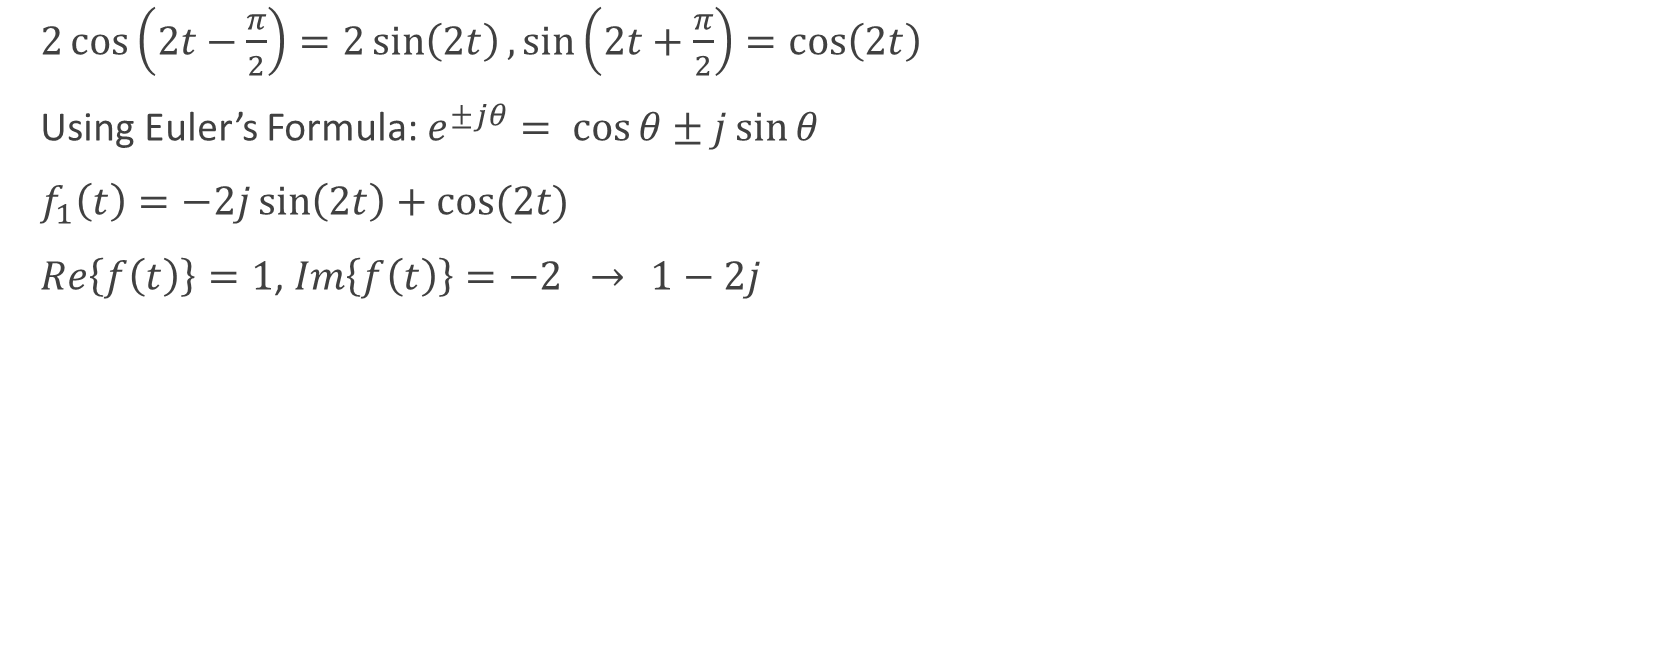 2 cos(2t − π/2) = 2 sin(2t) , sin(2t + π/2) = cos(2t)
Using Euler’s Formula: e^{±jθ} = cos θ ± j sin θ
f₁(t) = −2j sin(2t) + cos(2t)
Re{f(t)} = 1, Im{f(t)} = −2 → 1 − 2j